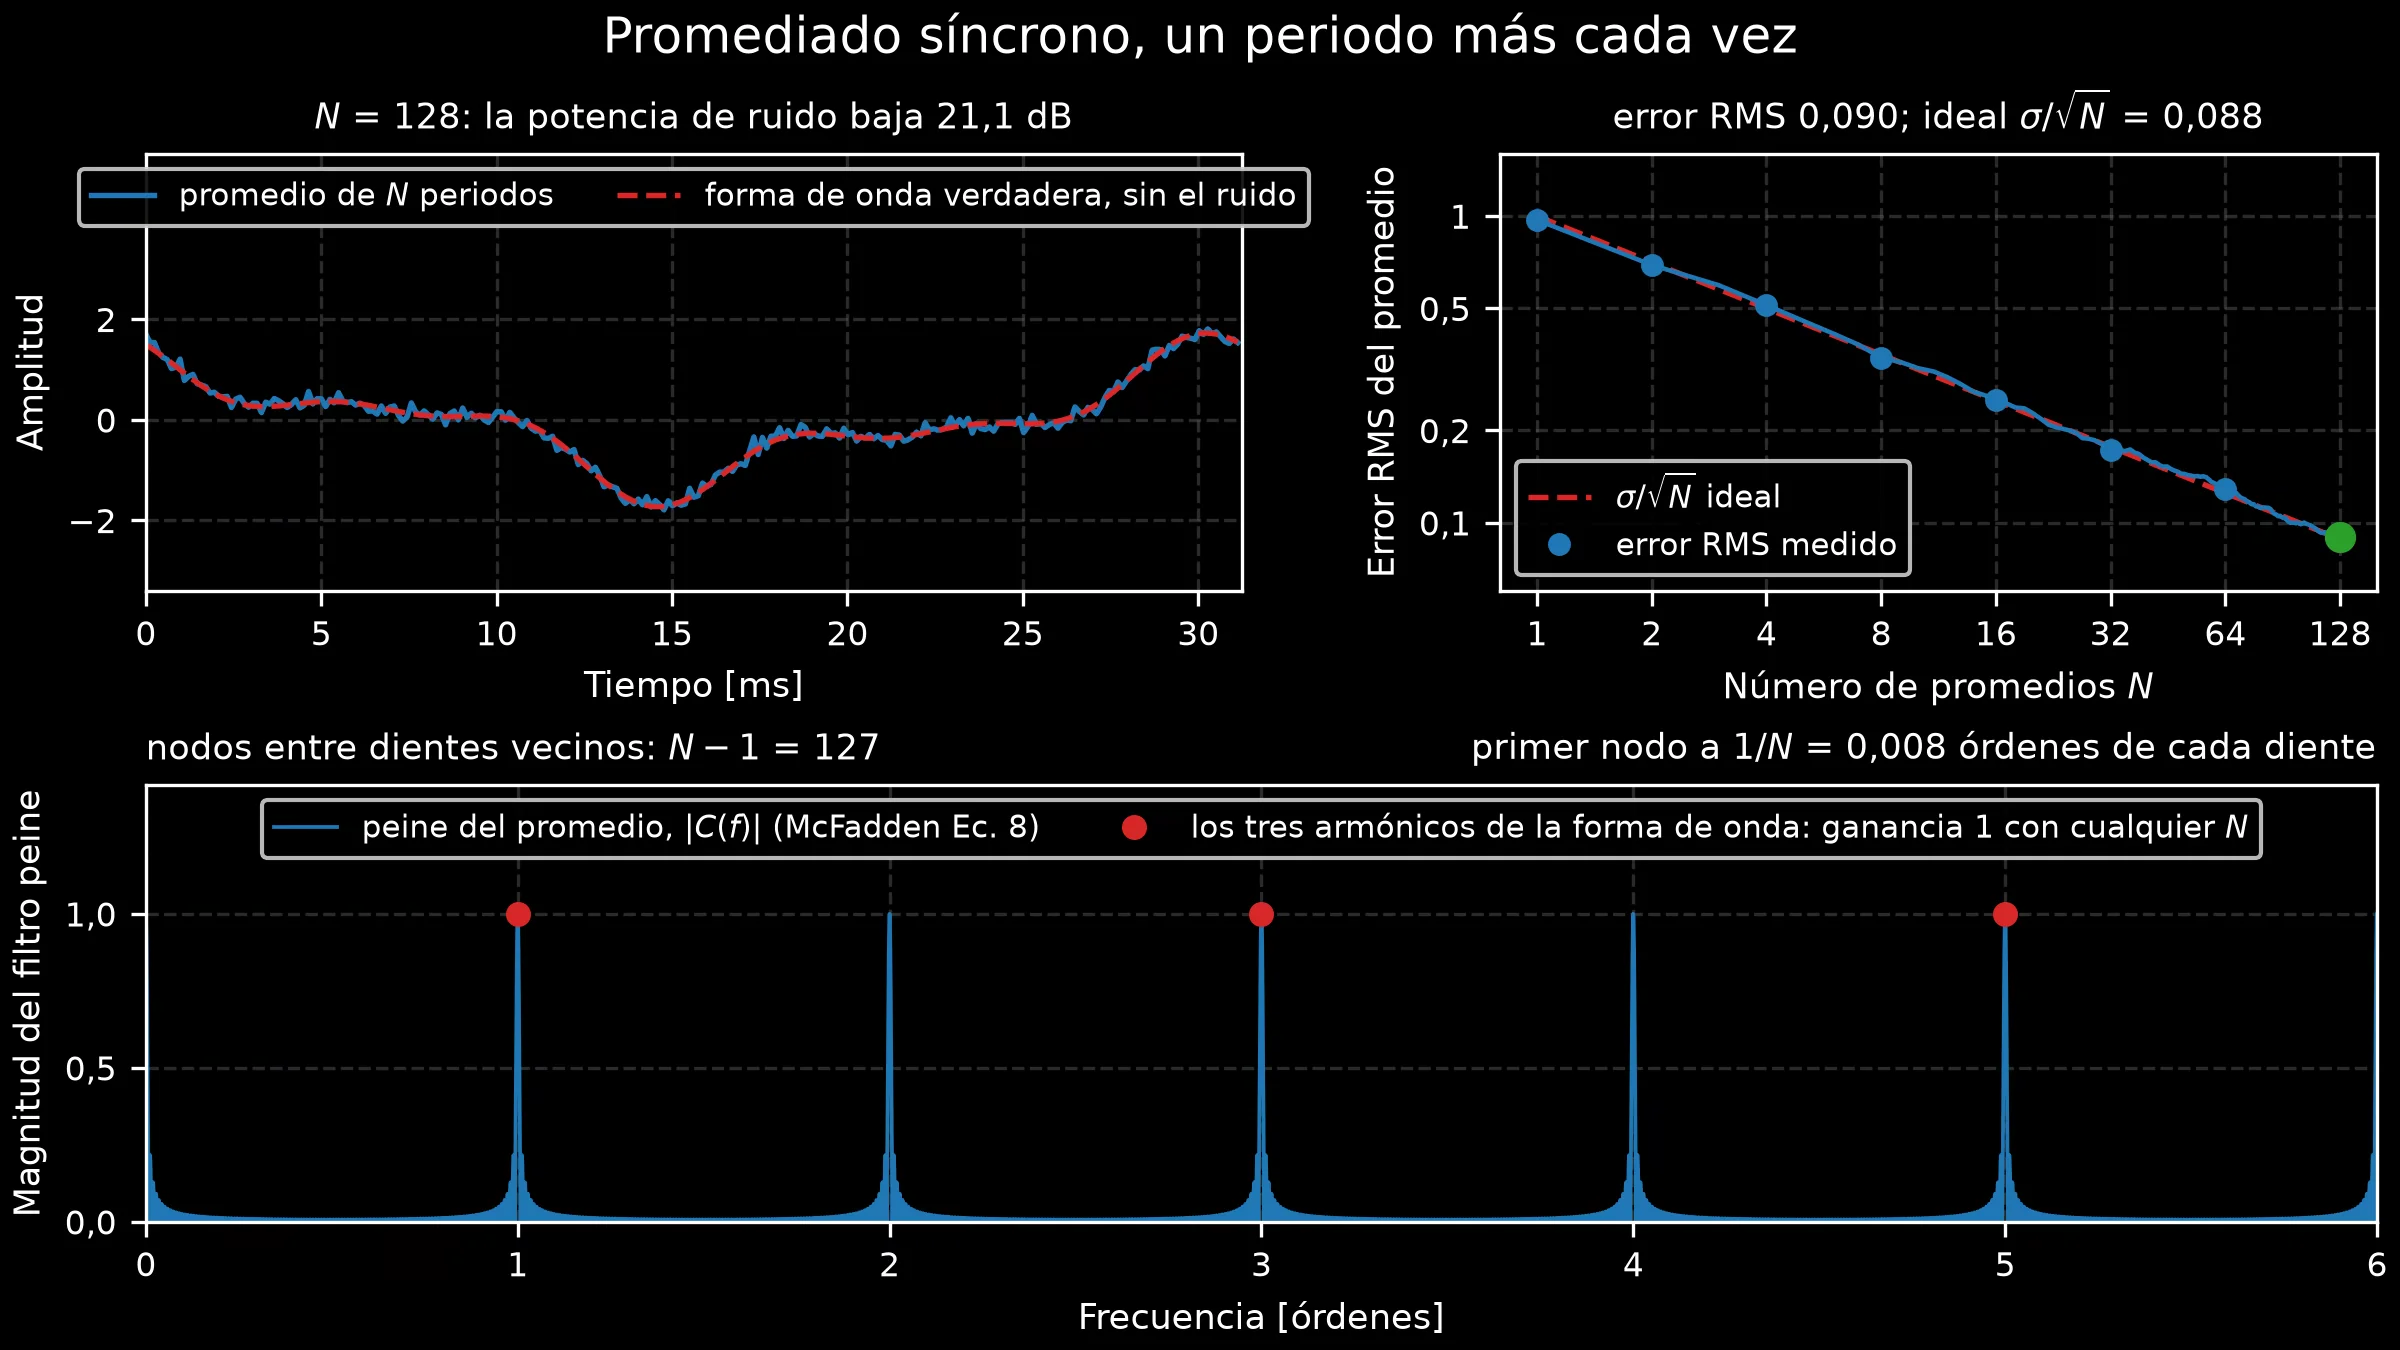 Promediado síncrono, un periodo más cada vez
N = 128: la potencia de ruido baja 21,1 dB
promedio de N periodos
forma de onda verdadera, sin el ruido
Amplitud
2
0
−2
0 5 10 15 20 25 30
Tiempo [ms]
error RMS 0,090; ideal σ/√N = 0,088
Error RMS del promedio
1
0,5
0,2
0,1
σ/√N ideal
error RMS medido
1 2 4 8 16 32 64 128
Número de promedios N
nodos entre dientes vecinos: N − 1 = 127
primer nodo a 1/N = 0,008 órdenes de cada diente
peine del promedio, |C(f)| (McFadden Ec. 8)
los tres armónicos de la forma de onda: ganancia 1 con cualquier N
Magnitud del filtro peine
1,0
0,5
0,0
0 1 2 3 4 5 6
Frecuencia [órdenes]